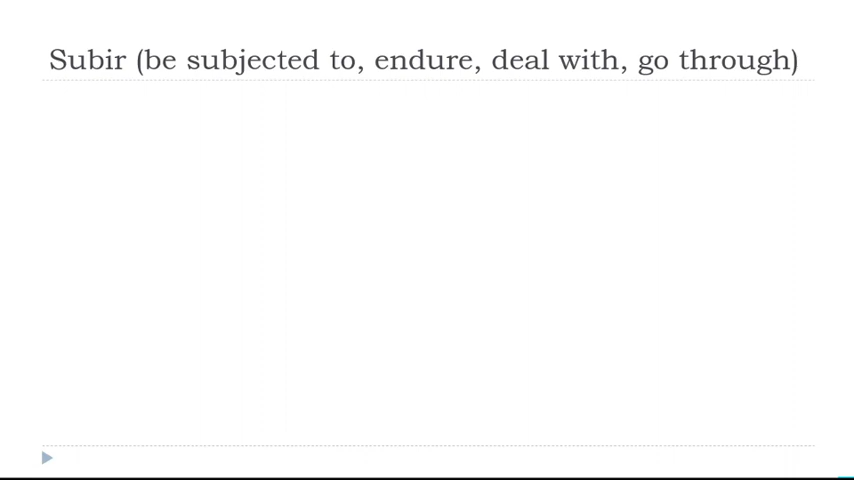 Subir (be subjected to, endure, deal with, go through)